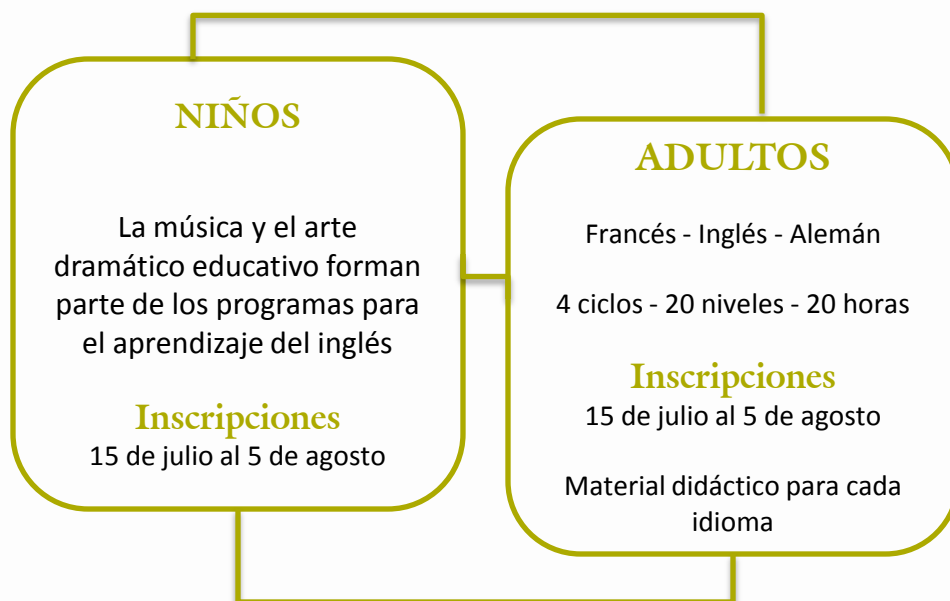 NIÑOS
La música y el arte
dramático educativo forman
parte de los programas para
el aprendizaje del inglés
Inscripciones
15 de julio al 5 de agosto
ADULTOS
Francés - Inglés - Alemán
4 ciclos - 20 niveles - 20 horas
Inscripciones
15 de julio al 5 de agosto
Material didáctico para cada
idioma